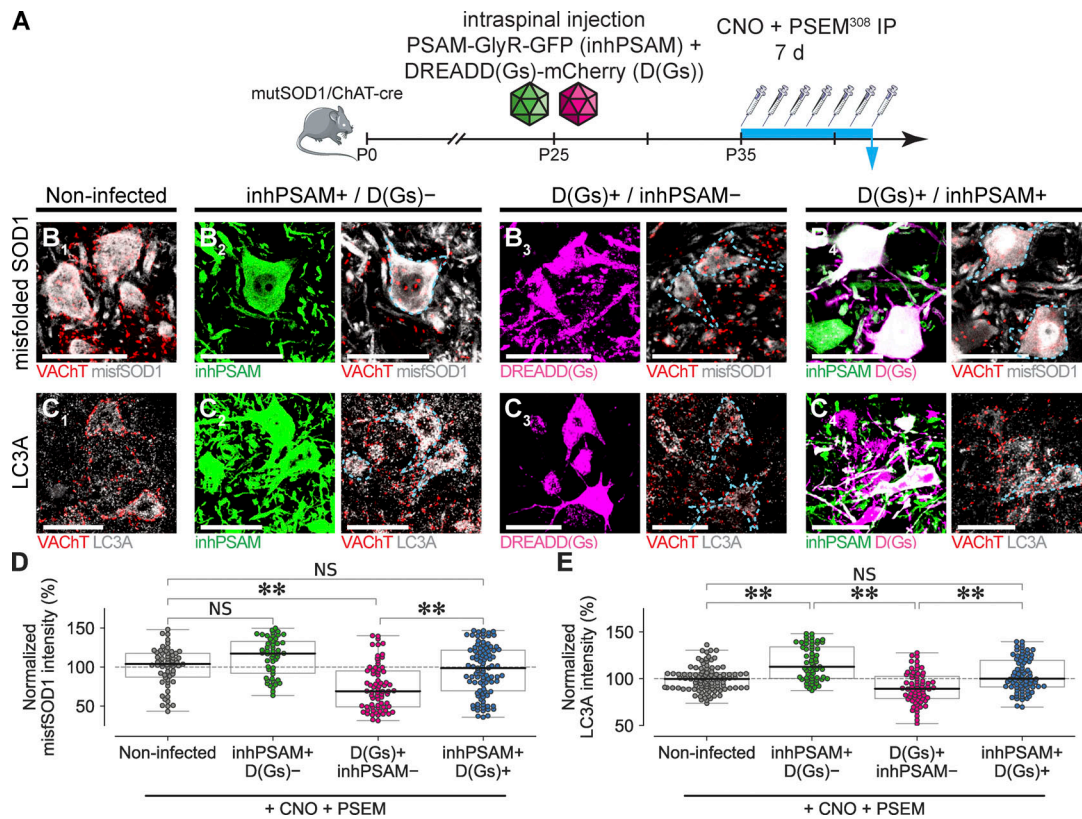 A
intraspinal injection
PSAM-GlyR-GFP (inhPSAM) +
DREADD(Gs)-mCherry (D(Gs))
CNO + PSEM³⁰⁸ IP
7 d
mutSOD1/ChAT-cre
P0
P25
P35
Non-infected
inhPSAM+ / D(Gs)−
D(Gs)+ / inhPSAM−
D(Gs)+ / inhPSAM+
misfolded SOD1
B₁
B₂
B₃
B₄
VAChT misfSOD1
inhPSAM
VAChT misfSOD1
DREADD(Gs)
VAChT misfSOD1
inhPSAM D(Gs)
VAChT misfSOD1
LC3A
C₁
C₂
C₃
C₄
VAChT LC3A
inhPSAM
VAChT LC3A
DREADD(Gs)
VAChT LC3A
inhPSAM D(Gs)
VAChT LC3A
D
Normalized
misfSOD1 intensity (%)
150
100
50
NS
**
NS
**
Non-infected
inhPSAM+
D(Gs)−
D(Gs)+
inhPSAM−
inhPSAM+
D(Gs)+
+ CNO + PSEM
E
Normalized
LC3A intensity (%)
150
100
50
NS
**
**
**
Non-infected
inhPSAM+
D(Gs)−
D(Gs)+
inhPSAM−
inhPSAM+
D(Gs)+
+ CNO + PSEM